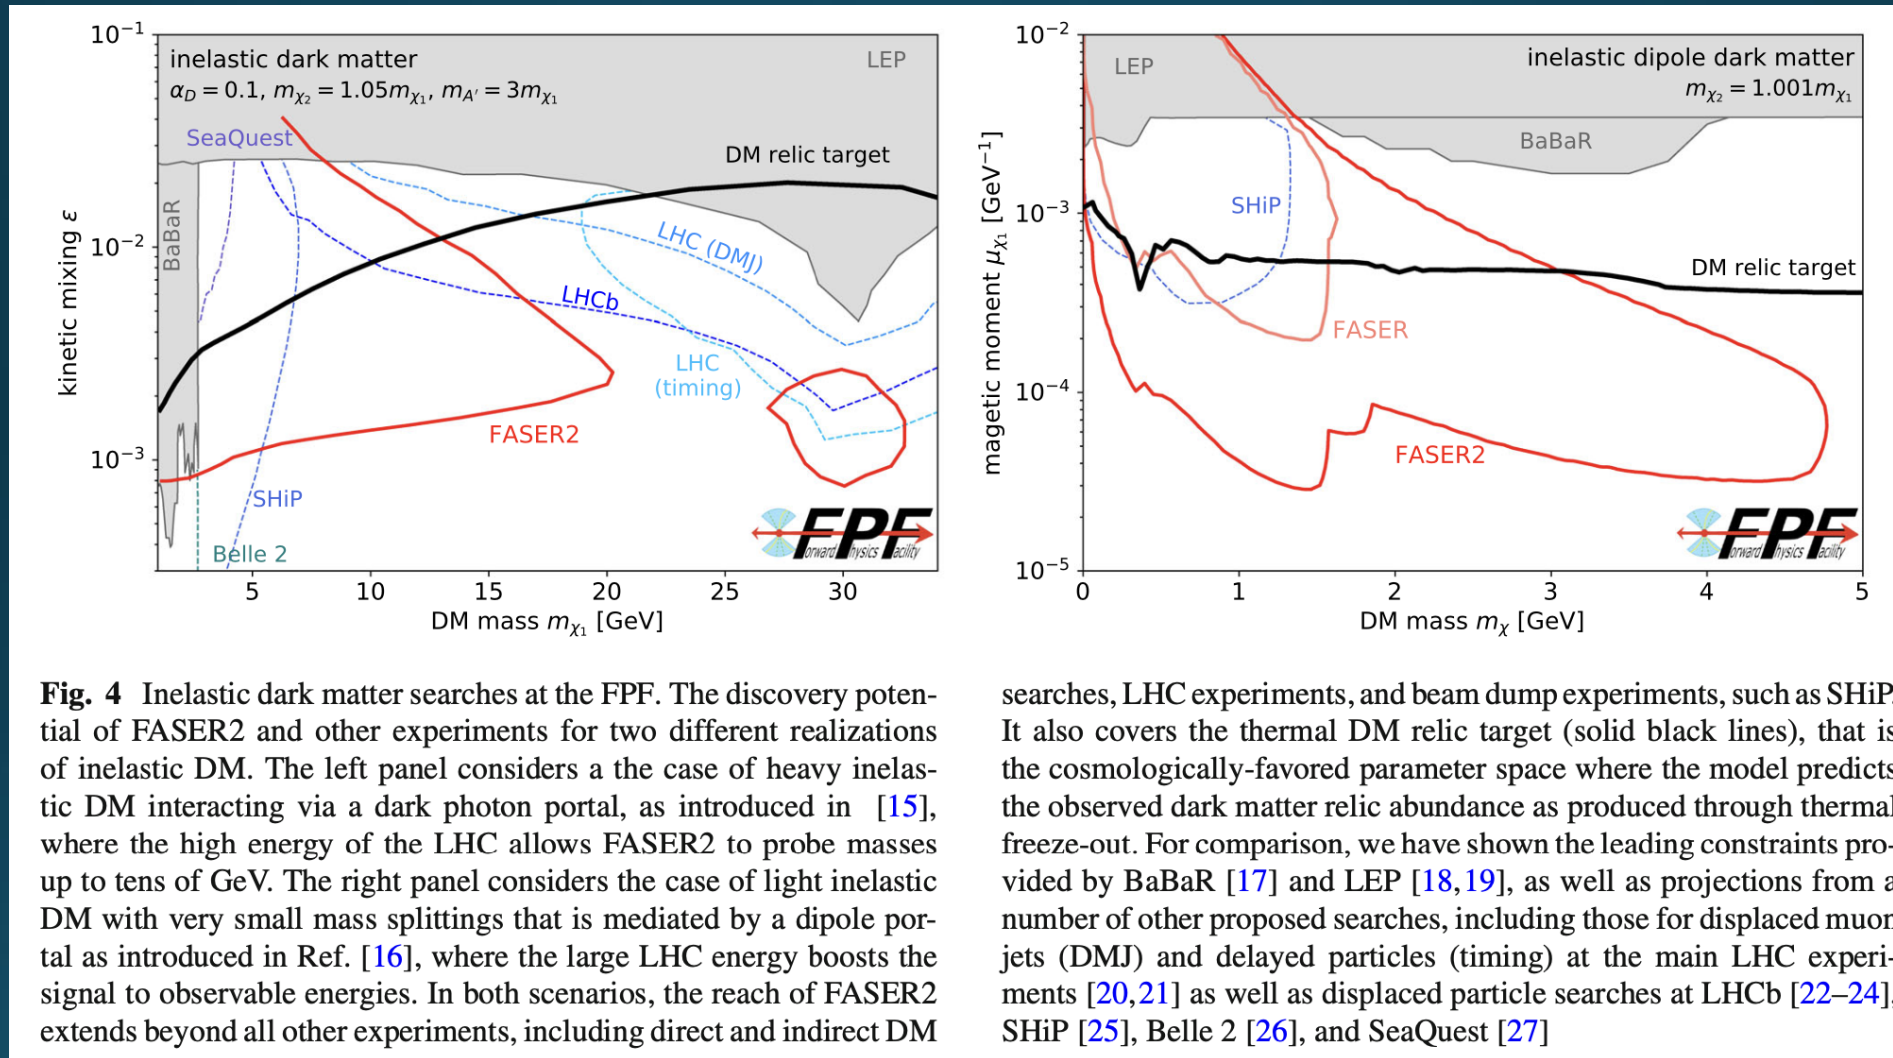 10⁻¹
10⁻²
10⁻³
kinetic mixing ε
inelastic dark matter
α_D = 0.1, m_χ₂ = 1.05m_χ₁, m_A′ = 3m_χ₁
LEP
SeaQuest
BaBaR
DM relic target
LHC (DMJ)
LHCb
LHC
(timing)
FASER2
SHiP
Belle 2
FPF
Forward Physics Facility
5 10 15 20 25 30
DM mass m_χ₁ [GeV]
10⁻²
10⁻³
10⁻⁴
10⁻⁵
magetic moment μ_χ₁ [GeV⁻¹]
LEP
inelastic dipole dark matter
m_χ₂ = 1.001m_χ₁
BaBaR
SHiP
DM relic target
FASER
FASER2
FPF
Forward Physics Facility
0 1 2 3 4 5
DM mass m_χ [GeV]
Fig. 4 Inelastic dark matter searches at the FPF. The discovery poten-
tial of FASER2 and other experiments for two different realizations
of inelastic DM. The left panel considers a the case of heavy inelas-
tic DM interacting via a dark photon portal, as introduced in [15],
where the high energy of the LHC allows FASER2 to probe masses
up to tens of GeV. The right panel considers the case of light inelastic
DM with very small mass splittings that is mediated by a dipole por-
tal as introduced in Ref. [16], where the large LHC energy boosts the
signal to observable energies. In both scenarios, the reach of FASER2
extends beyond all other experiments, including direct and indirect DM
searches, LHC experiments, and beam dump experiments, such as SHiP.
It also covers the thermal DM relic target (solid black lines), that is
the cosmologically-favored parameter space where the model predicts
the observed dark matter relic abundance as produced through thermal
freeze-out. For comparison, we have shown the leading constraints pro-
vided by BaBaR [17] and LEP [18,19], as well as projections from a
number of other proposed searches, including those for displaced muon
jets (DMJ) and delayed particles (timing) at the main LHC experi-
ments [20,21] as well as displaced particle searches at LHCb [22–24],
SHiP [25], Belle 2 [26], and SeaQuest [27]